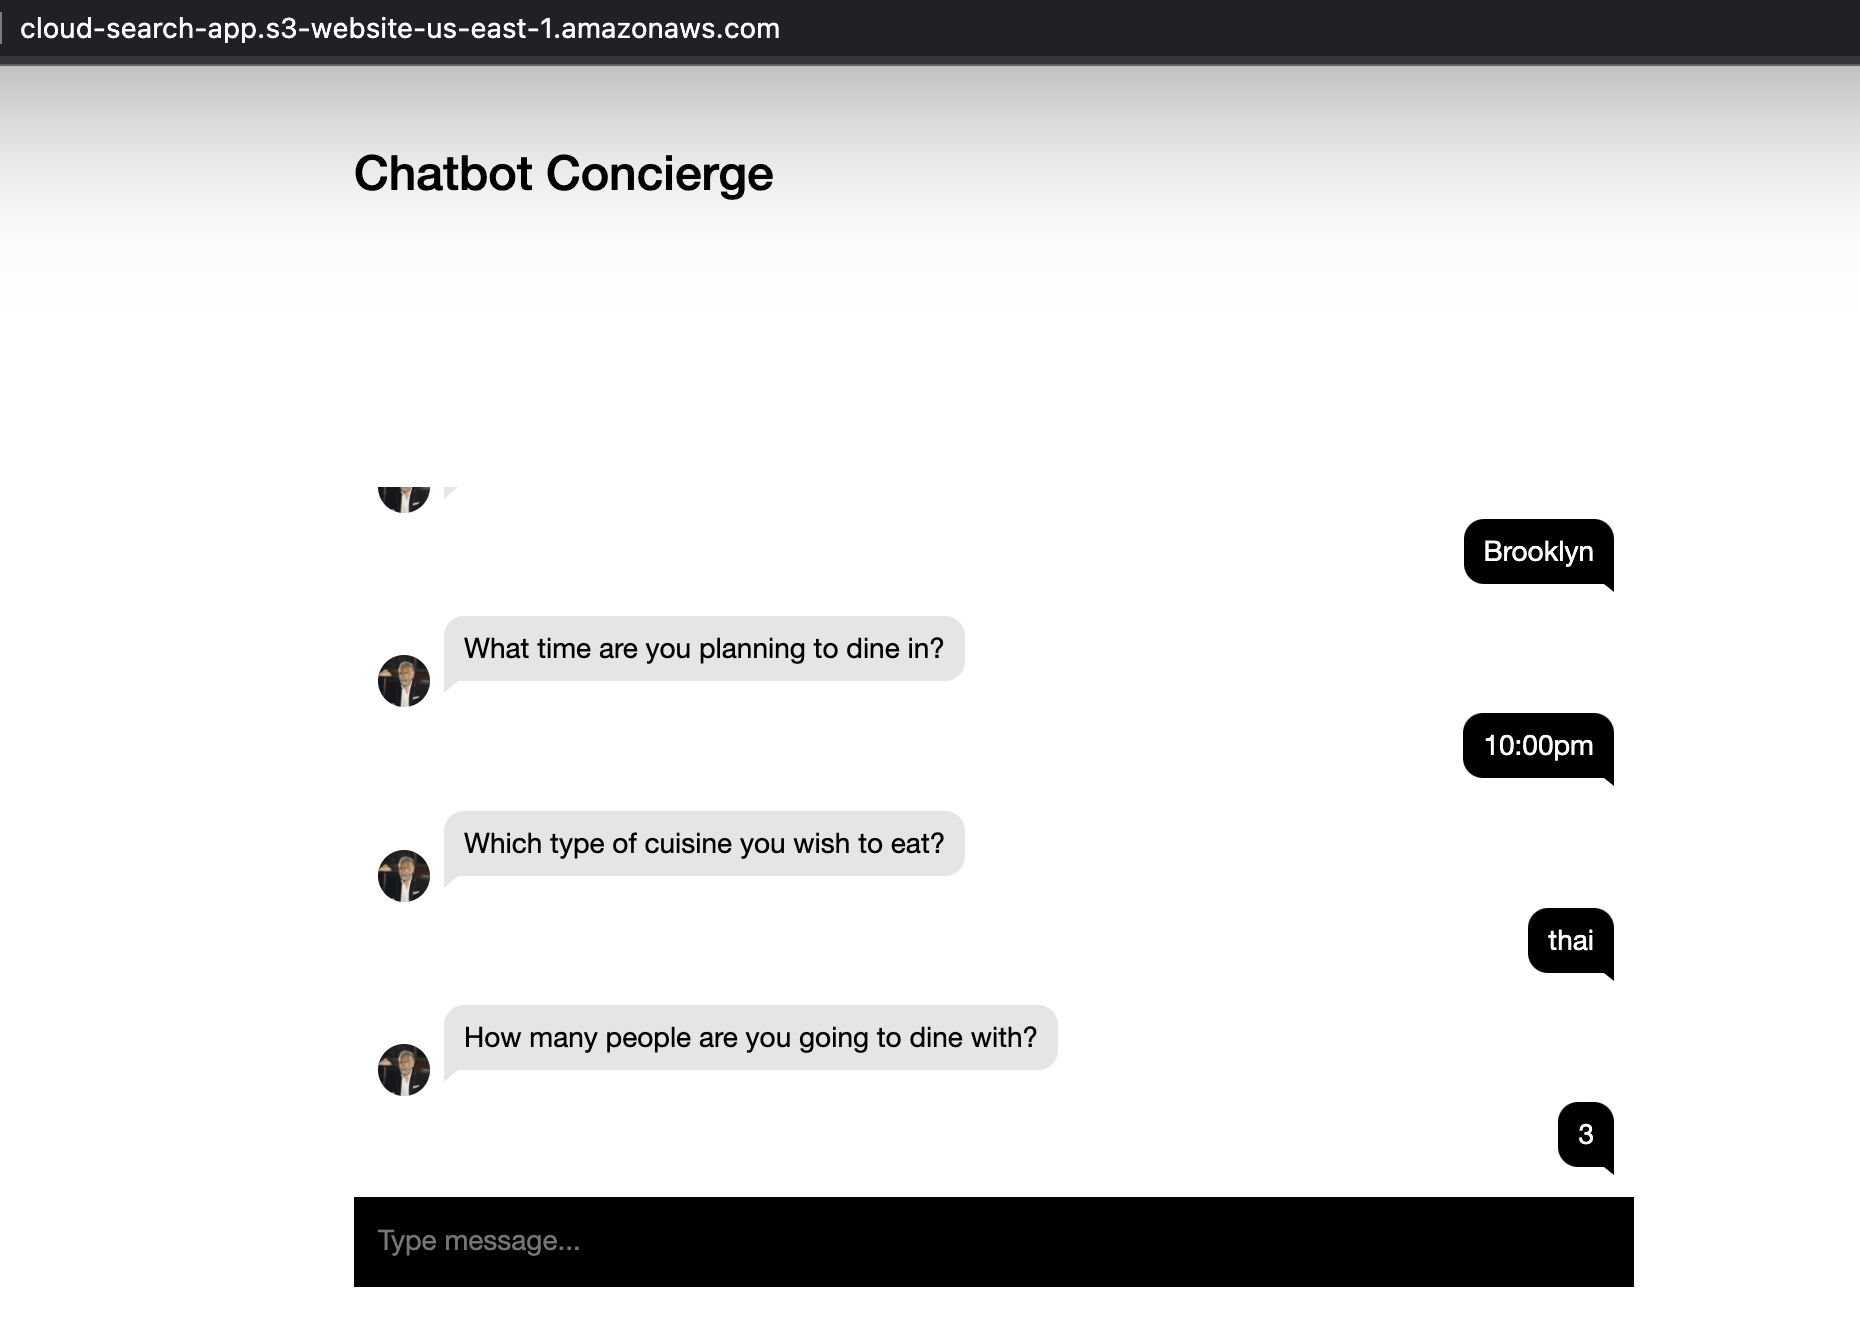 cloud-search-app.s3-website-us-east-1.amazonaws.com
Chatbot Concierge
Brooklyn
What time are you planning to dine in?
10:00pm
Which type of cuisine you wish to eat?
thai
How many people are you going to dine with?
3
Type message...